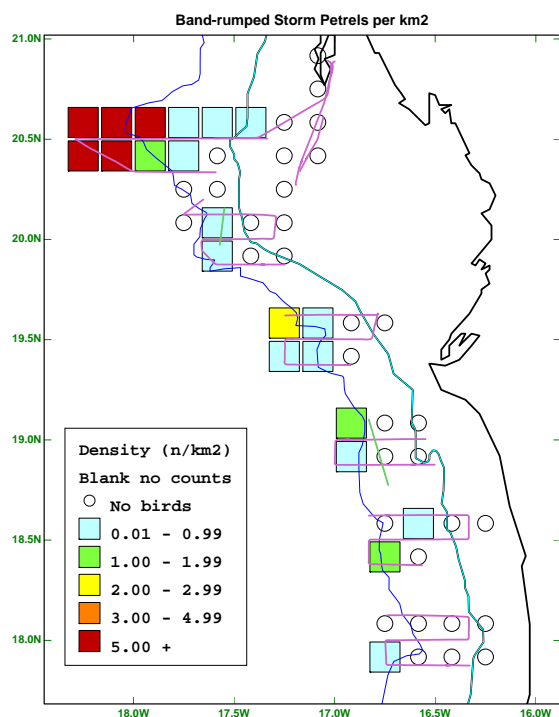 Band-rumped Storm Petrels per km2
21.0N
20.5N
20.0N
19.5N
19.0N
18.5N
18.0N
Density (n/km2)
Blank no counts
No birds
0.01 - 0.99
1.00 - 1.99
2.00 - 2.99
3.00 - 4.99
5.00 +
18.0W 17.5W 17.0W 16.5W 16.0W